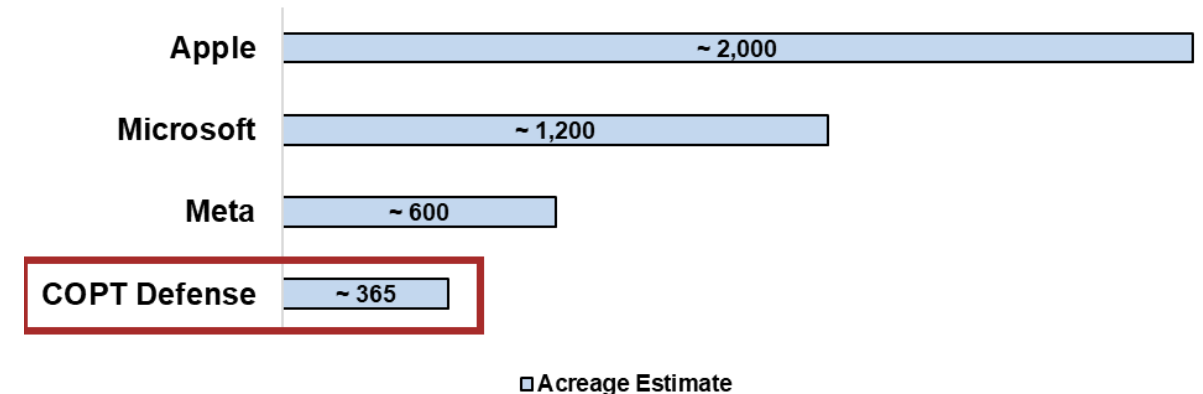 Apple ~ 2,000
Microsoft ~ 1,200
Meta ~ 600
COPT Defense ~ 365
Acreage Estimate